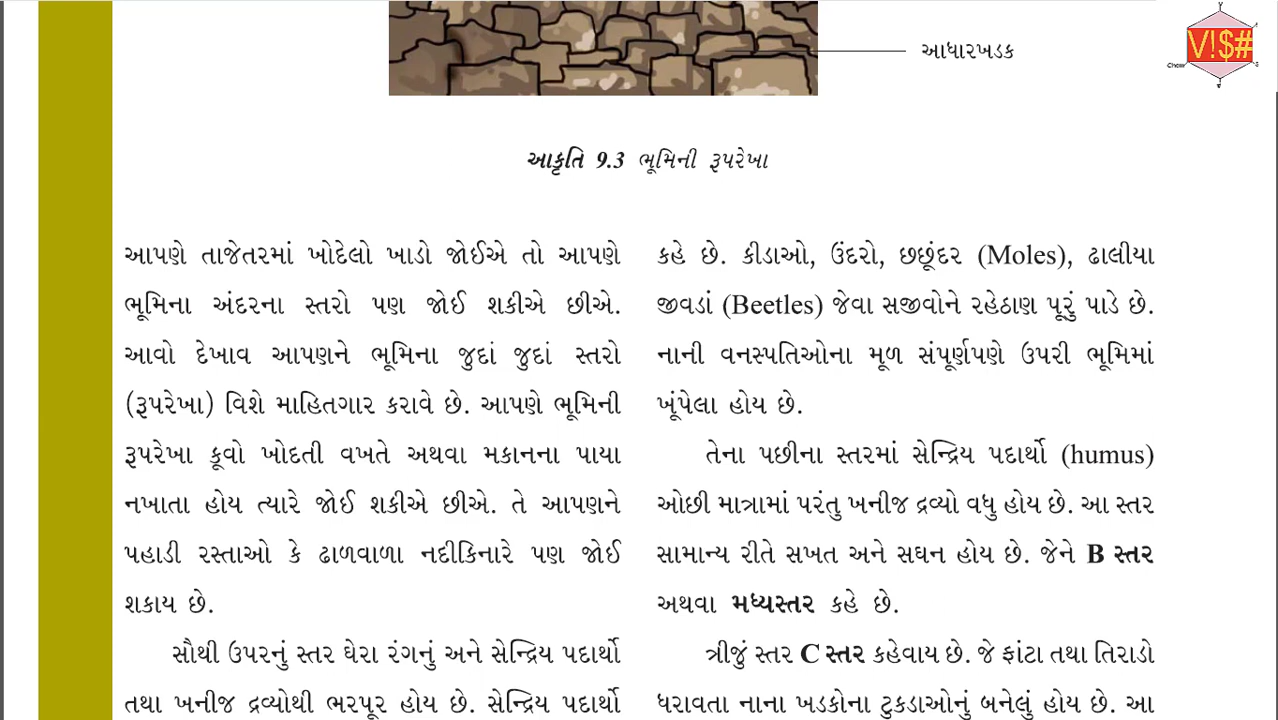 આધારખડક
V!$#
આકૃતિ 9.3 ભૂમિની રૂપરેખા
આપણે તાજેતરમાં ખોદેલો ખાડો જોઈએ તો આપણે
ભૂમિના અંદરના સ્તરો પણ જોઈ શકીએ છીએ.
આવો દેખાવ આપણને ભૂમિના જુદાં જુદાં સ્તરો
(રૂપરેખા) વિશે માહિતગાર કરાવે છે. આપણે ભૂમિની
રૂપરેખા કૂવો ખોદતી વખતે અથવા મકાનના પાયા
નખાતા હોય ત્યારે જોઈ શકીએ છીએ. તે આપણને
પહાડી રસ્તાઓ કે ઢાળવાળા નદીકિનારે પણ જોઈ
શકાય છે.
સૌથી ઉપરનું સ્તર ઘેરા રંગનું અને સેન્દ્રિય પદાર્થો
તથા ખનીજ દ્રવ્યોથી ભરપૂર હોય છે. સેન્દ્રિય પદાર્થો
કહે છે. કીડાઓ, ઉંદરો, છછૂંદર (Moles), ઢાલીયા
જીવડાં (Beetles) જેવા સજીવોને રહેઠાણ પૂરું પાડે છે.
નાની વનસ્પતિઓના મૂળ સંપૂર્ણપણે ઉપરી ભૂમિમાં
ખૂંપેલા હોય છે.
તેના પછીના સ્તરમાં સેન્દ્રિય પદાર્થો (humus)
ઓછી માત્રામાં પરંતુ ખનીજ દ્રવ્યો વધુ હોય છે. આ સ્તર
સામાન્ય રીતે સખત અને સઘન હોય છે. જેને B સ્તર
અથવા મધ્યસ્તર કહે છે.
ત્રીજું સ્તર C સ્તર કહેવાય છે. જે ફાંટા તથા તિરાડો
ધરાવતા નાના ખડકોના ટુકડાઓનું બનેલું હોય છે. આ